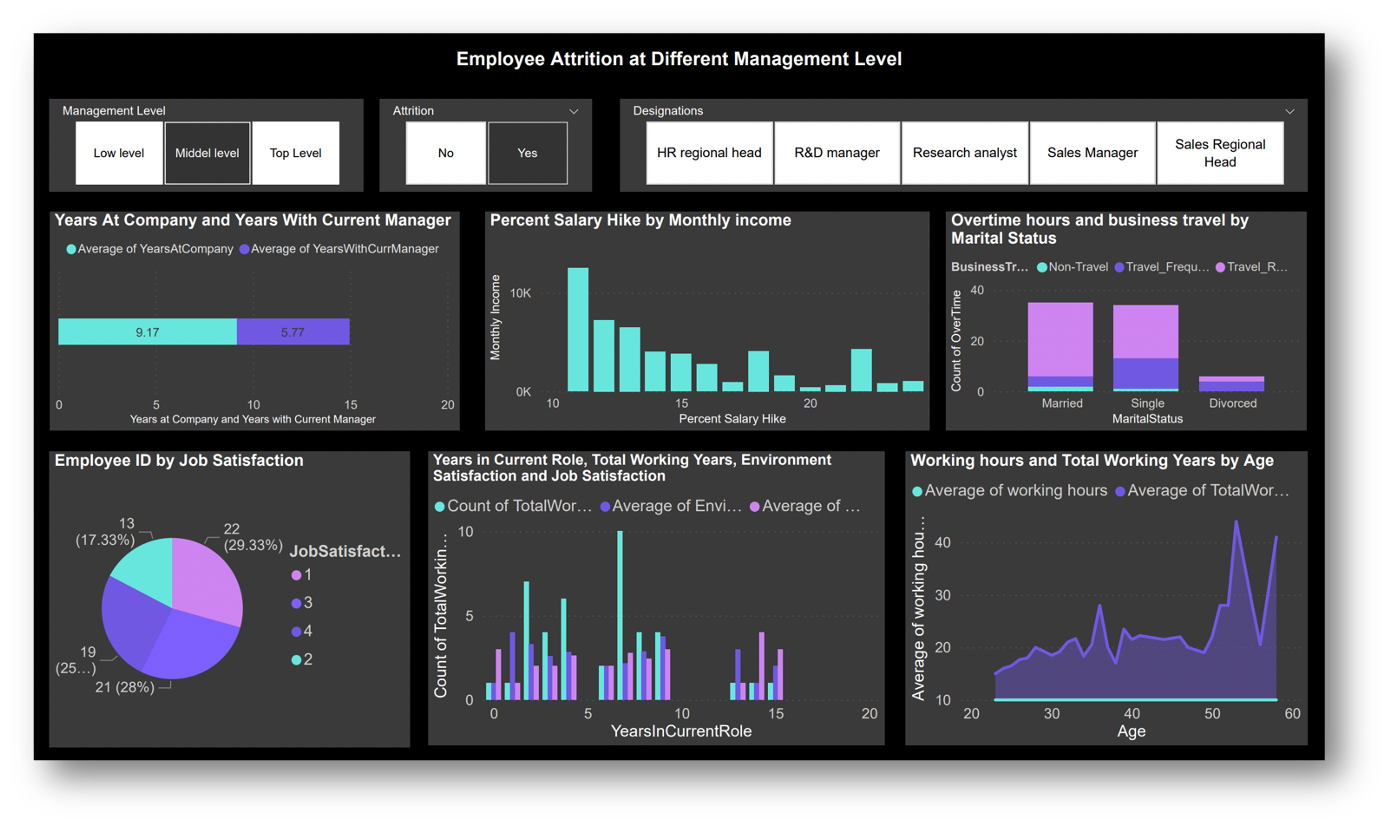 Employee Attrition at Different Management Level
Management Level
Low level
Middel level
Top Level
Attrition
No
Yes
Designations
HR regional head
R&D manager
Research analyst
Sales Manager
Sales Regional
Head
Years At Company and Years With Current Manager
Average of YearsAtCompany Average of YearsWithCurrManager
9.17 5.77
0 5 10 15 20
Years at Company and Years with Current Manager
Percent Salary Hike by Monthly income
Monthly Income
10K
0K
10 15 20
Percent Salary Hike
Overtime hours and business travel by
Marital Status
BusinessTr... Non-Travel Travel_Frequ... Travel_R...
Count of OverTime
40
20
0
Married Single Divorced
MaritalStatus
Employee ID by Job Satisfaction
13
(17.33%)
22
(29.33%)
19
(25...)
21 (28%)
JobSatisfact...
1
3
4
2
Years in Current Role, Total Working Years, Environment
Satisfaction and Job Satisfaction
Count of TotalWor... Average of Envi... Average of ...
Count of TotalWorkin...
10
5
0
0 5 10 15 20
YearsInCurrentRole
Working hours and Total Working Years by Age
Average of working hours Average of TotalWor...
Average of working hou...
40
30
20
10
20 30 40 50 60
Age